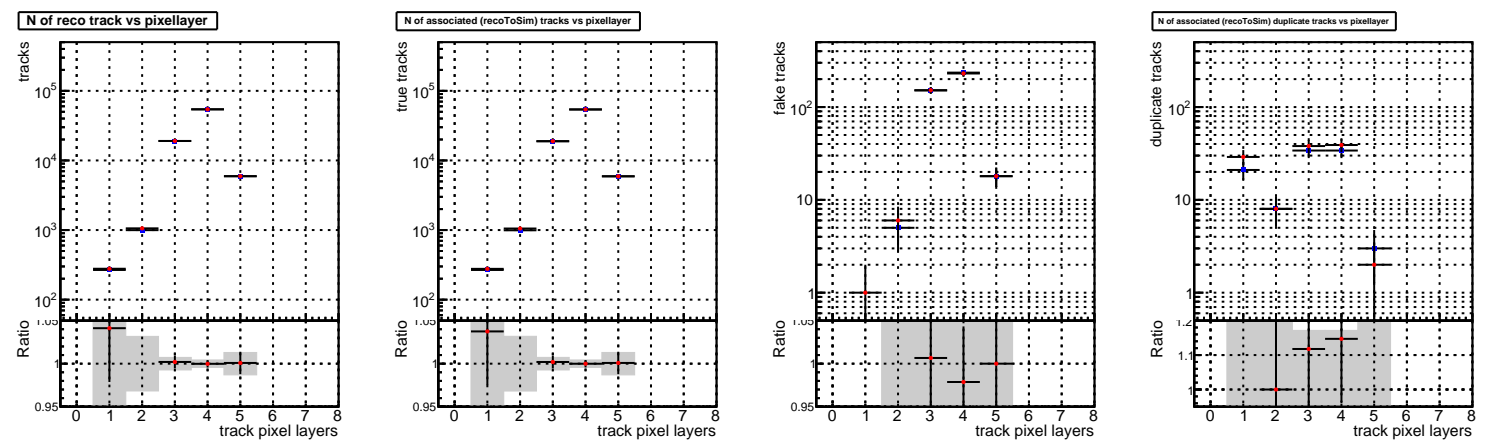 N of reco track vs pixellayer
tracks
10^5
10^4
10^3
10^2
1.05
Ratio
1
0.95
0 1 2 3 4 5 6 7 8
track pixel layers
N of associated (recoToSim) tracks vs pixellayer
true tracks
10^5
10^4
10^3
10^2
1.05
Ratio
1
0.95
0 1 2 3 4 5 6 7 8
track pixel layers
fake tracks
10^2
10
1
1.05
Ratio
1
0.95
0 1 2 3 4 5 6 7 8
track pixel layers
N of associated (recoToSim) duplicate tracks vs pixellayer
duplicate tracks
10^2
10
1
1.2
Ratio
1.1
1
0 1 2 3 4 5 6 7 8
track pixel layers